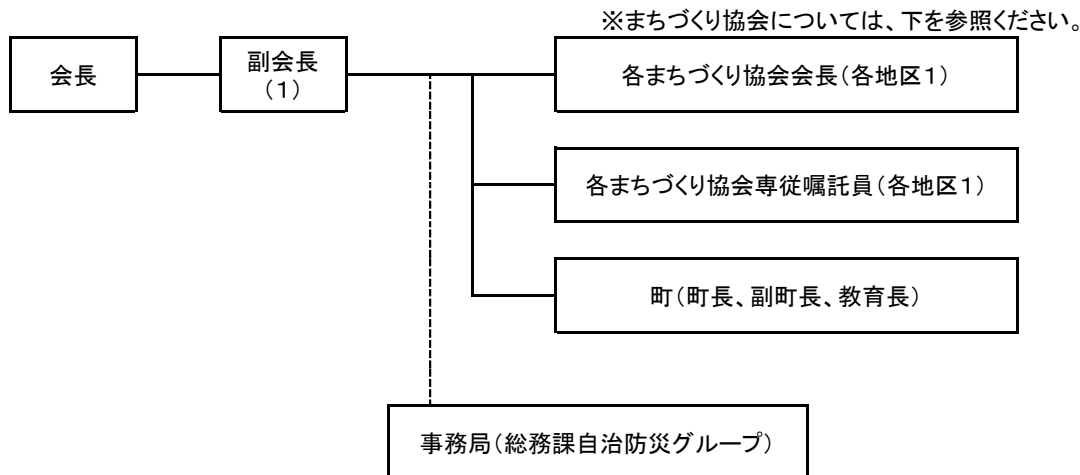 ※まちづくり協会については、下を参照ください。
会長
副会長
(1)
各まちづくり協会会長(各地区1)
各まちづくり協会専従嘱託員(各地区1)
町(町長、副町長、教育長)
事務局(総務課自治防災グループ)